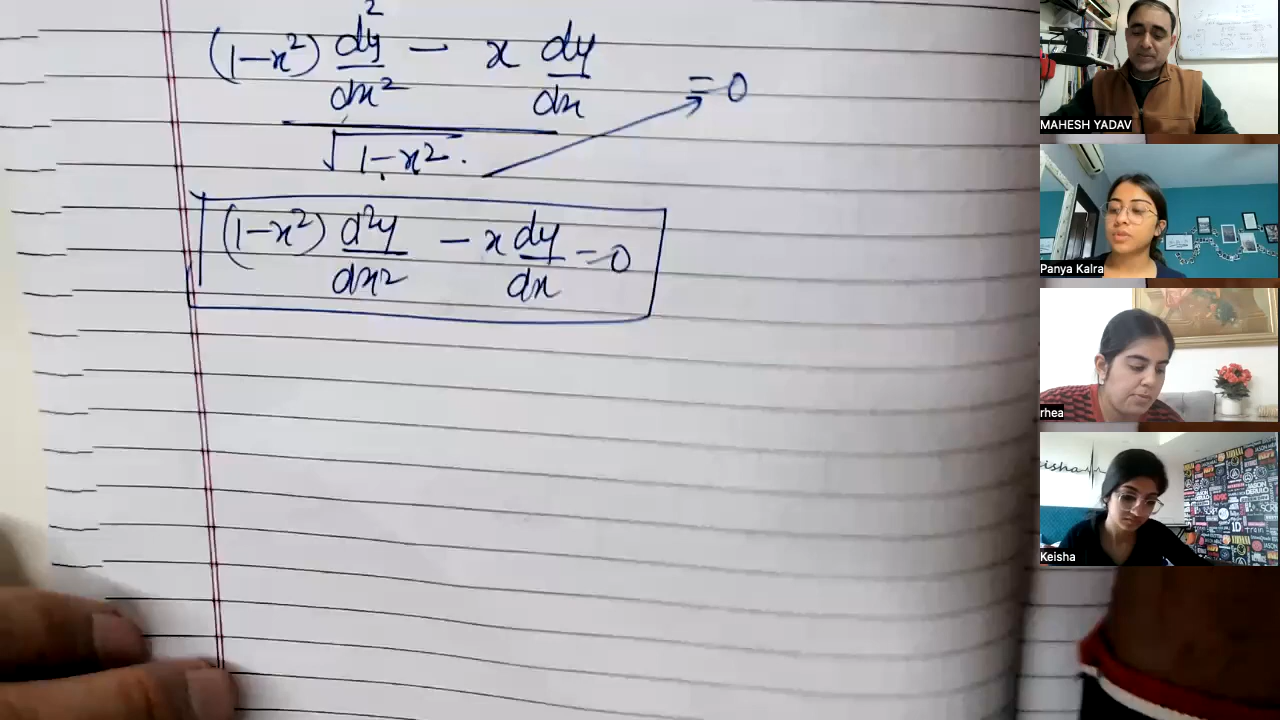 (1-x²) d²y/dx² - x dy/dx
= 0
√(1-x²).
(1-x²) d²y/dx² - x dy/dx = 0
MAHESH YADAV
Panya Kalra
rhea
isha
Keisha